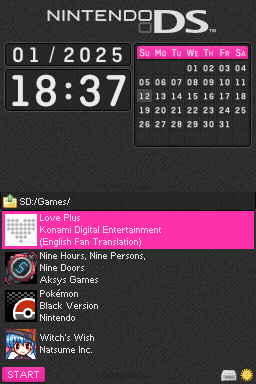 NINTENDO DS™
01 / 2025
18:37
Su Mo Tu We Th Fr Sa
01 02 03 04
05 06 07 08 09 10 11
12 13 14 15 16 17 18
19 20 21 22 23 24 25
26 27 28 29 30 31
SD:/Games/
Love Plus
Konami Digital Entertainment
(English Fan Translation)
Nine Hours, Nine Persons,
Nine Doors
Aksys Games
Pokémon
Black Version
Nintendo
Witch's Wish
Natsume Inc.
START